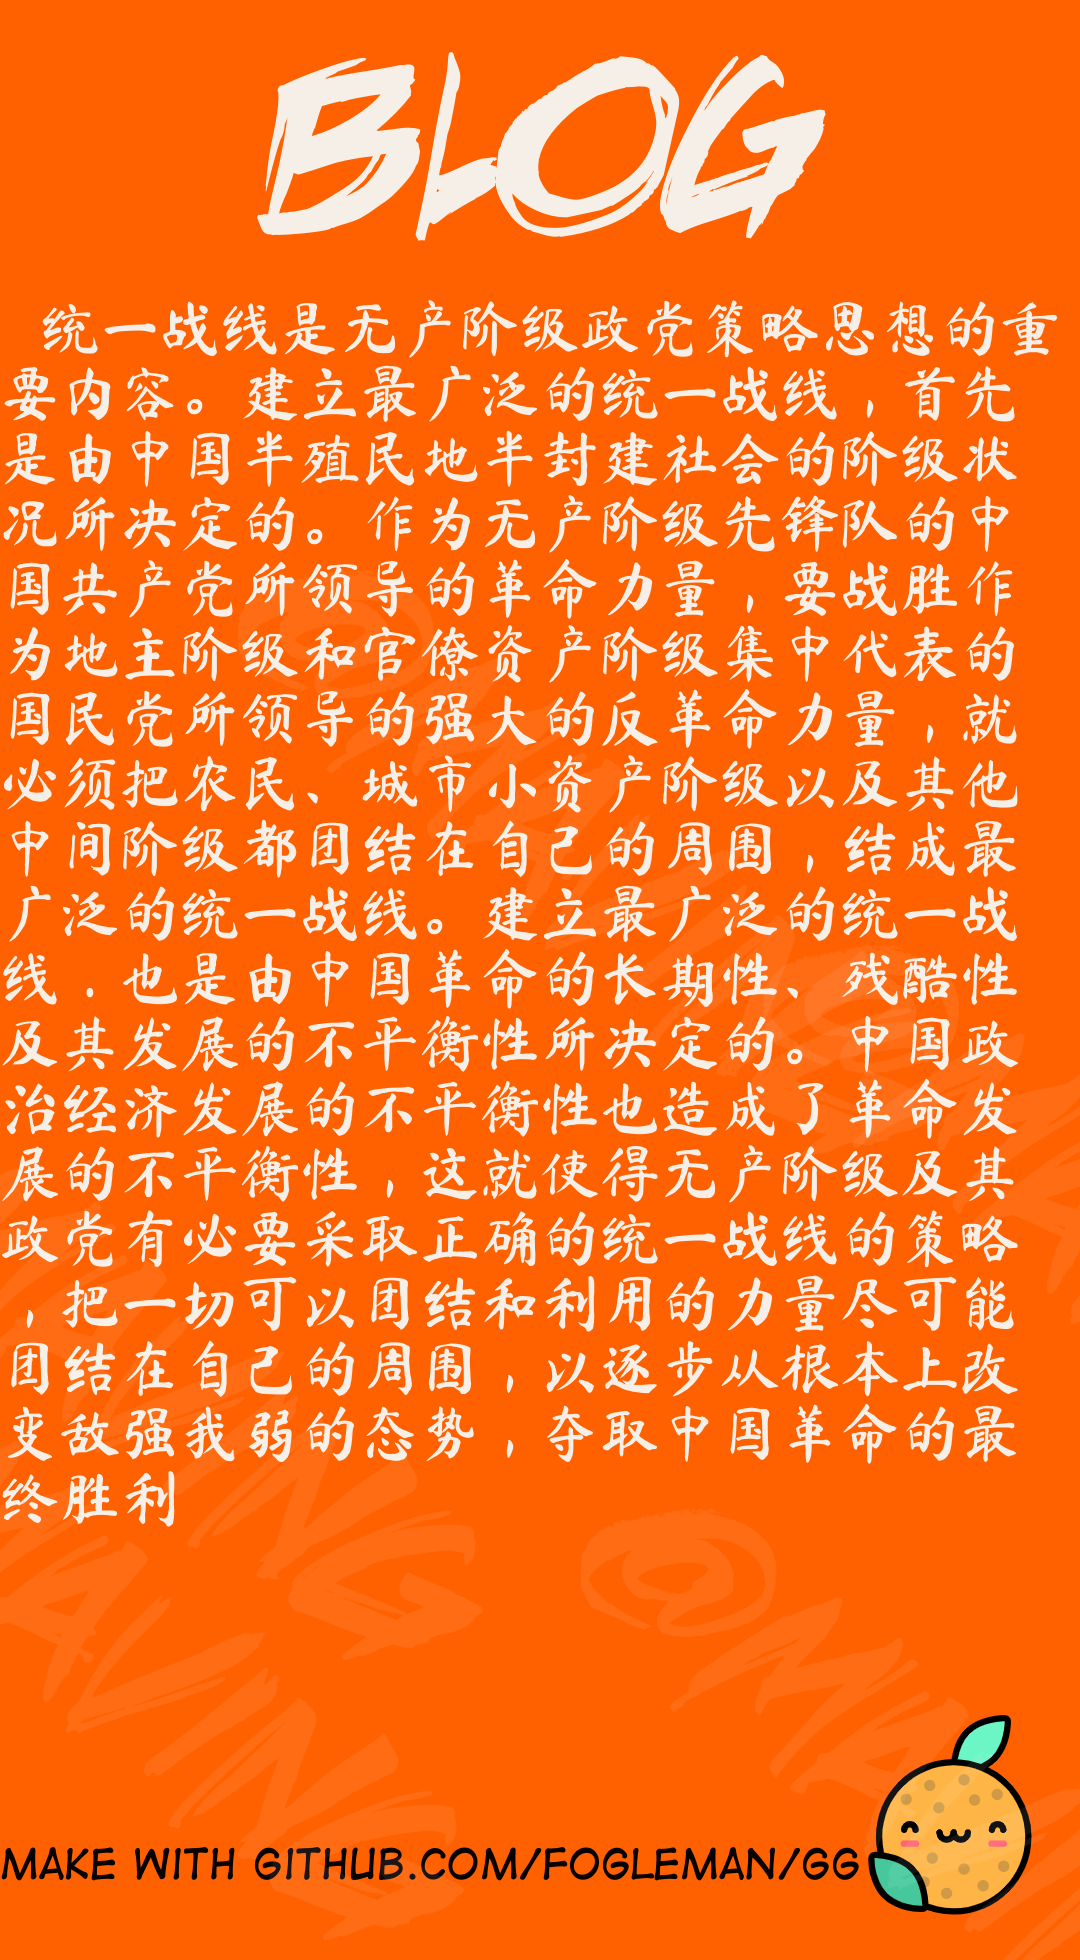 BLOG
统一战线是无产阶级政党策略思想的重
要内容。建立最广泛的统一战线，首先
是由中国半殖民地半封建社会的阶级状
况所决定的。作为无产阶级先锋队的中
国共产党所领导的革命力量，要战胜作
为地主阶级和官僚资产阶级集中代表的
国民党所领导的强大的反革命力量，就
必须把农民、城市小资产阶级以及其他
中间阶级都团结在自己的周围，结成最
广泛的统一战线。建立最广泛的统一战
线．也是由中国革命的长期性、残酷性
及其发展的不平衡性所决定的。中国政
治经济发展的不平衡性也造成了革命发
展的不平衡性，这就使得无产阶级及其
政党有必要采取正确的统一战线的策略
，把一切可以团结和利用的力量尽可能
团结在自己的周围，以逐步从根本上改
变敌强我弱的态势，夺取中国革命的最
终胜利
MAKE WITH GITHUB.COM/FOGLEMAN/GG